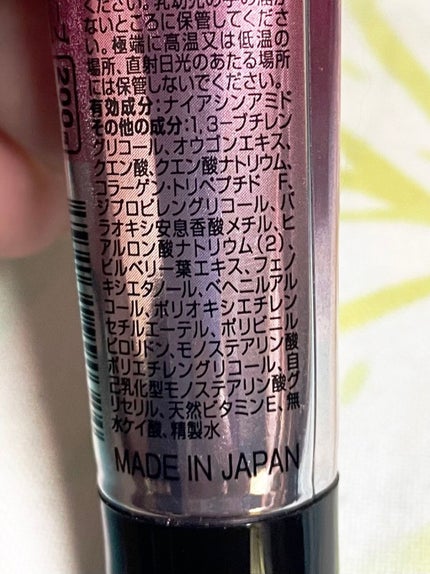 ください。乳幼児の手の届か
ないところに保管してくださ
い。極端に高温又は低温の
場所、直射日光のあたる場所
には保管しないでください。
有効成分:ナイアシンアミド
その他の成分:1,3―ブチレン
グリコール、オウゴンエキス、
クエン酸、クエン酸ナトリウム、
コラーゲン・トリペプチド F、
ジプロピレングリコール、パ
ラオキシ安息香酸メチル、ヒ
アルロン酸ナトリウム(2)、
ビルベリー葉エキス、フェノ
キシエタノール、ベヘニルアル
コール、ポリオキシエチレン
セチルエーテル、ポリビニル
ピロリドン、モノステアリン酸
ポリエチレングリコール、自
己乳化型モノステアリン酸グ
リセリル、天然ビタミンE、無
水ケイ酸、精製水
MADE IN JAPAN